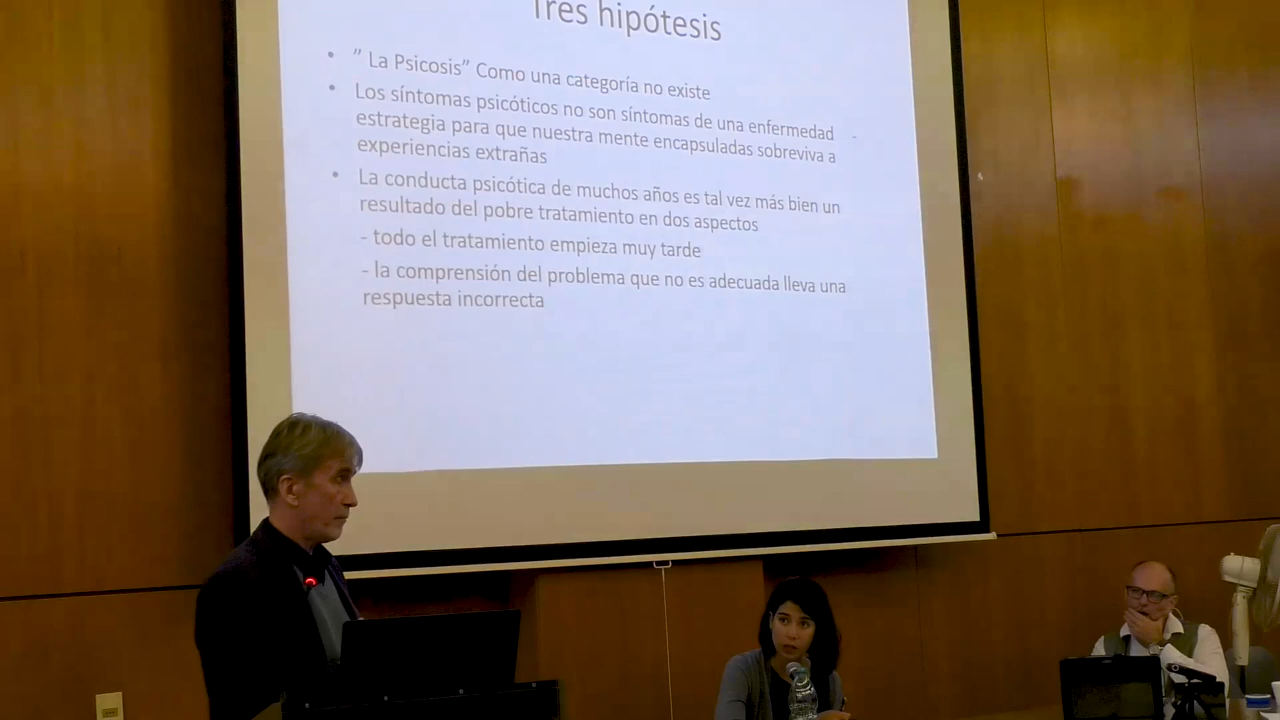 Tres hipótesis
• ” La Psicosis” Como una categoría no existe
• Los síntomas psicóticos no son síntomas de una enfermedad -
estrategia para que nuestra mente encapsuladas sobreviva a
experiencias extrañas
• La conducta psicótica de muchos años es tal vez más bien un
resultado del pobre tratamiento en dos aspectos
- todo el tratamiento empieza muy tarde
- la comprensión del problema que no es adecuada lleva una
respuesta incorrecta